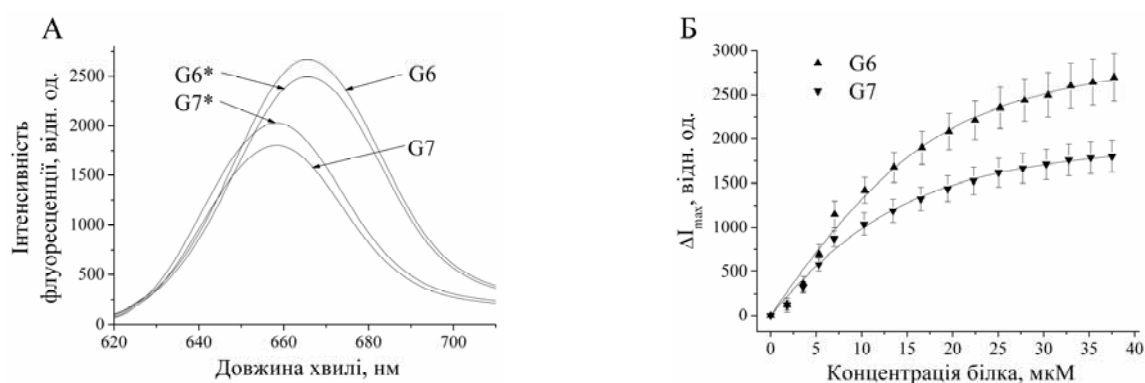 А
Інтенсивність
флуоресценції, відн. од.
2500
2000
1500
1000
500
0
G6*
G7*
G6
G7
620
640
660
680
700
Довжина хвилі, нм
Б
ΔI_max, відн. од.
3000
2500
2000
1500
1000
500
0
G6
G7
0
5
10
15
20
25
30
35
40
Концентрація білка, мкМ